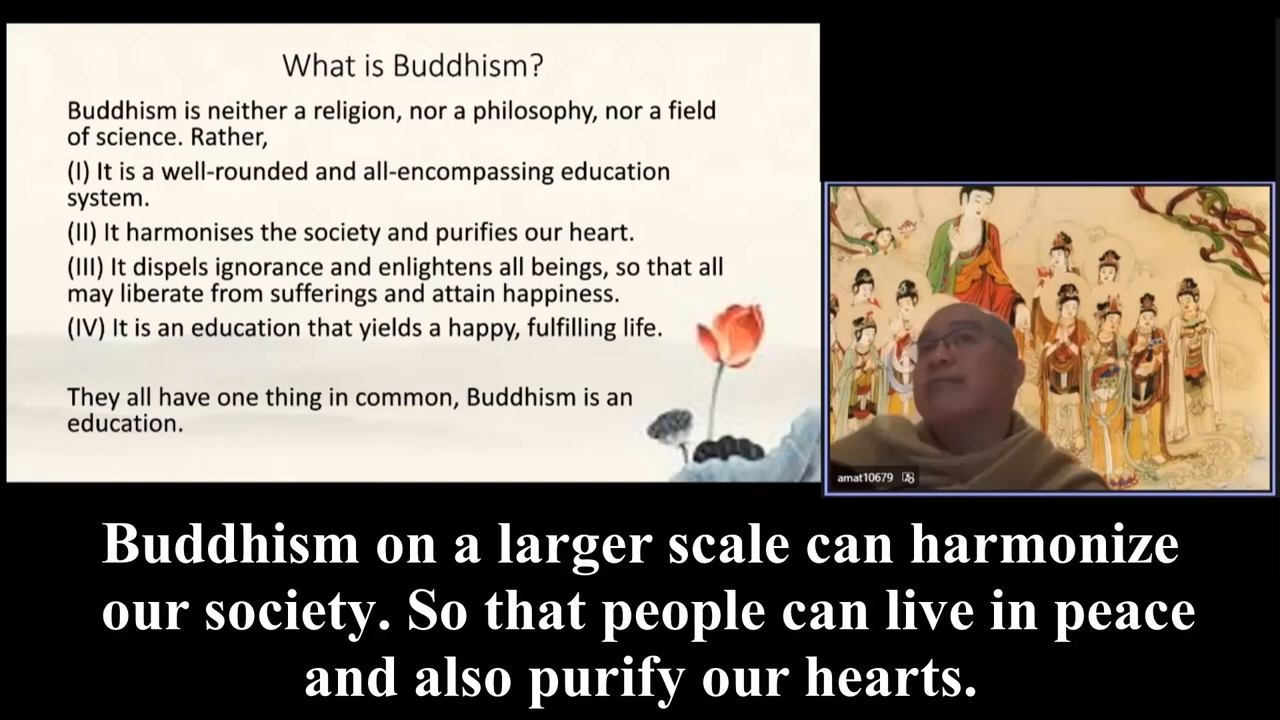 What is Buddhism?
Buddhism is neither a religion, nor a philosophy, nor a field
of science. Rather,
(I) It is a well-rounded and all-encompassing education
system.
(II) It harmonises the society and purifies our heart.
(III) It dispels ignorance and enlightens all beings, so that all
may liberate from sufferings and attain happiness.
(IV) It is an education that yields a happy, fulfilling life.
They all have one thing in common, Buddhism is an
education.
amat10679
Buddhism on a larger scale can harmonize
our society. So that people can live in peace
and also purify our hearts.